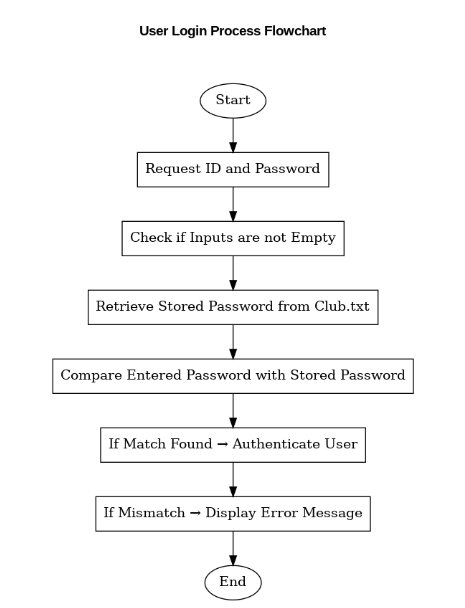 User Login Process Flowchart
Start
Request ID and Password
Check if Inputs are not Empty
Retrieve Stored Password from Club.txt
Compare Entered Password with Stored Password
If Match Found → Authenticate User
If Mismatch → Display Error Message
End